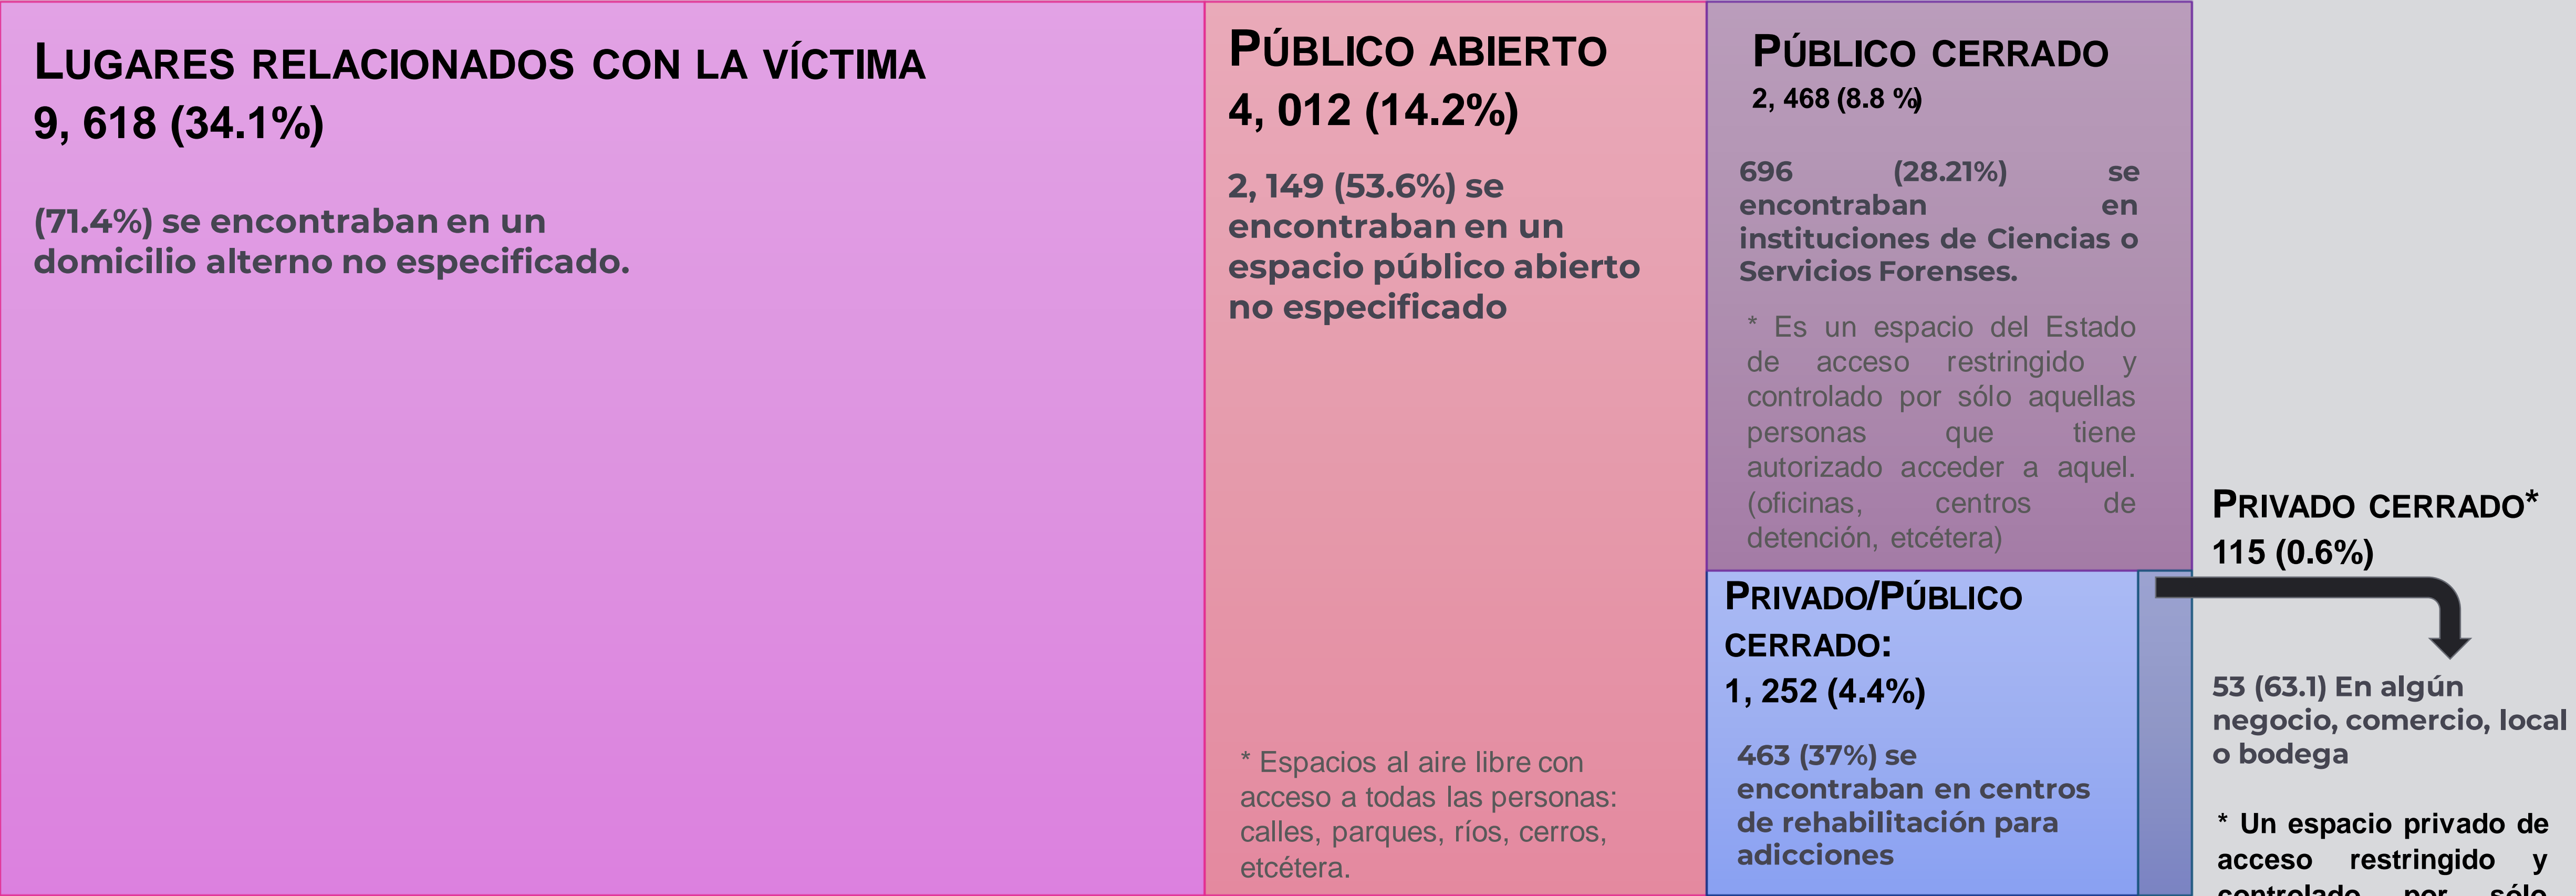 LUGARES RELACIONADOS CON LA VÍCTIMA
9, 618 (34.1%)
(71.4%) se encontraban en un
domicilio alterno no especificado.
PÚBLICO ABIERTO
4, 012 (14.2%)
2, 149 (53.6%) se
encontraban en un
espacio público abierto
no especificado
* Espacios al aire libre con
acceso a todas las personas:
calles, parques, ríos, cerros,
etcétera.
PÚBLICO CERRADO
2, 468 (8.8 %)
696 (28.21%) se
encontraban en
instituciones de Ciencias o
Servicios Forenses.
* Es un espacio del Estado
de acceso restringido y
controlado por sólo aquellas
personas que tiene
autorizado acceder a aquel.
(oficinas, centros de
detención, etcétera)
PRIVADO/PÚBLICO
CERRADO:
1, 252 (4.4%)
463 (37%) se
encontraban en centros
de rehabilitación para
adicciones
PRIVADO CERRADO*
115 (0.6%)
53 (63.1) En algún
negocio, comercio, local
o bodega
* Un espacio privado de
acceso restringido y
controlado por sólo